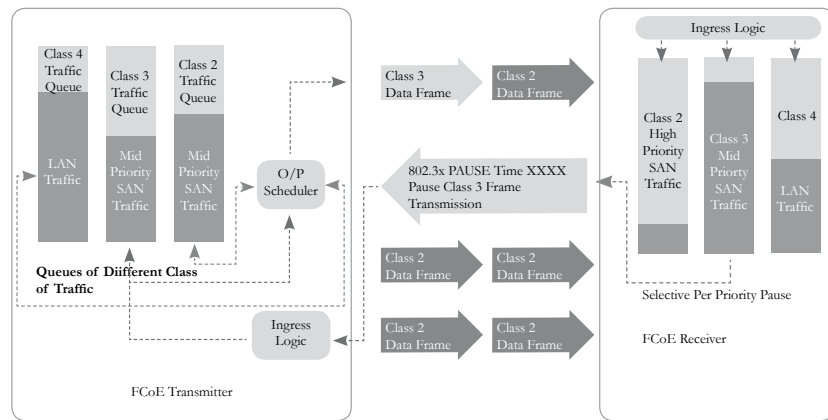 Class 4
Traffic
Queue
LAN
Traffic
Class 3
Traffic
Queue
Mid
Priority
SAN
Traffic
Class 2
Traffic
Queue
Mid
Priority
SAN
Traffic
O/P
Scheduler
Queues of Diifferent Class
of Traffic
Ingress
Logic
FCoE Transmitter
Class 3
Data Frame
Class 2
Data Frame
802.3x PAUSE Time XXXX
Pause Class 3 Frame
Transmission
Class 2
Data Frame
Class 2
Data Frame
Class 2
Data Frame
Class 2
Data Frame
Ingress Logic
Class 2
High
Priority
SAN
Traffic
Class 3
Mid
Priorty
SAN
Traffic
Class 4
LAN
Traffic
Selective Per Priority Pause
FCoE Receiver